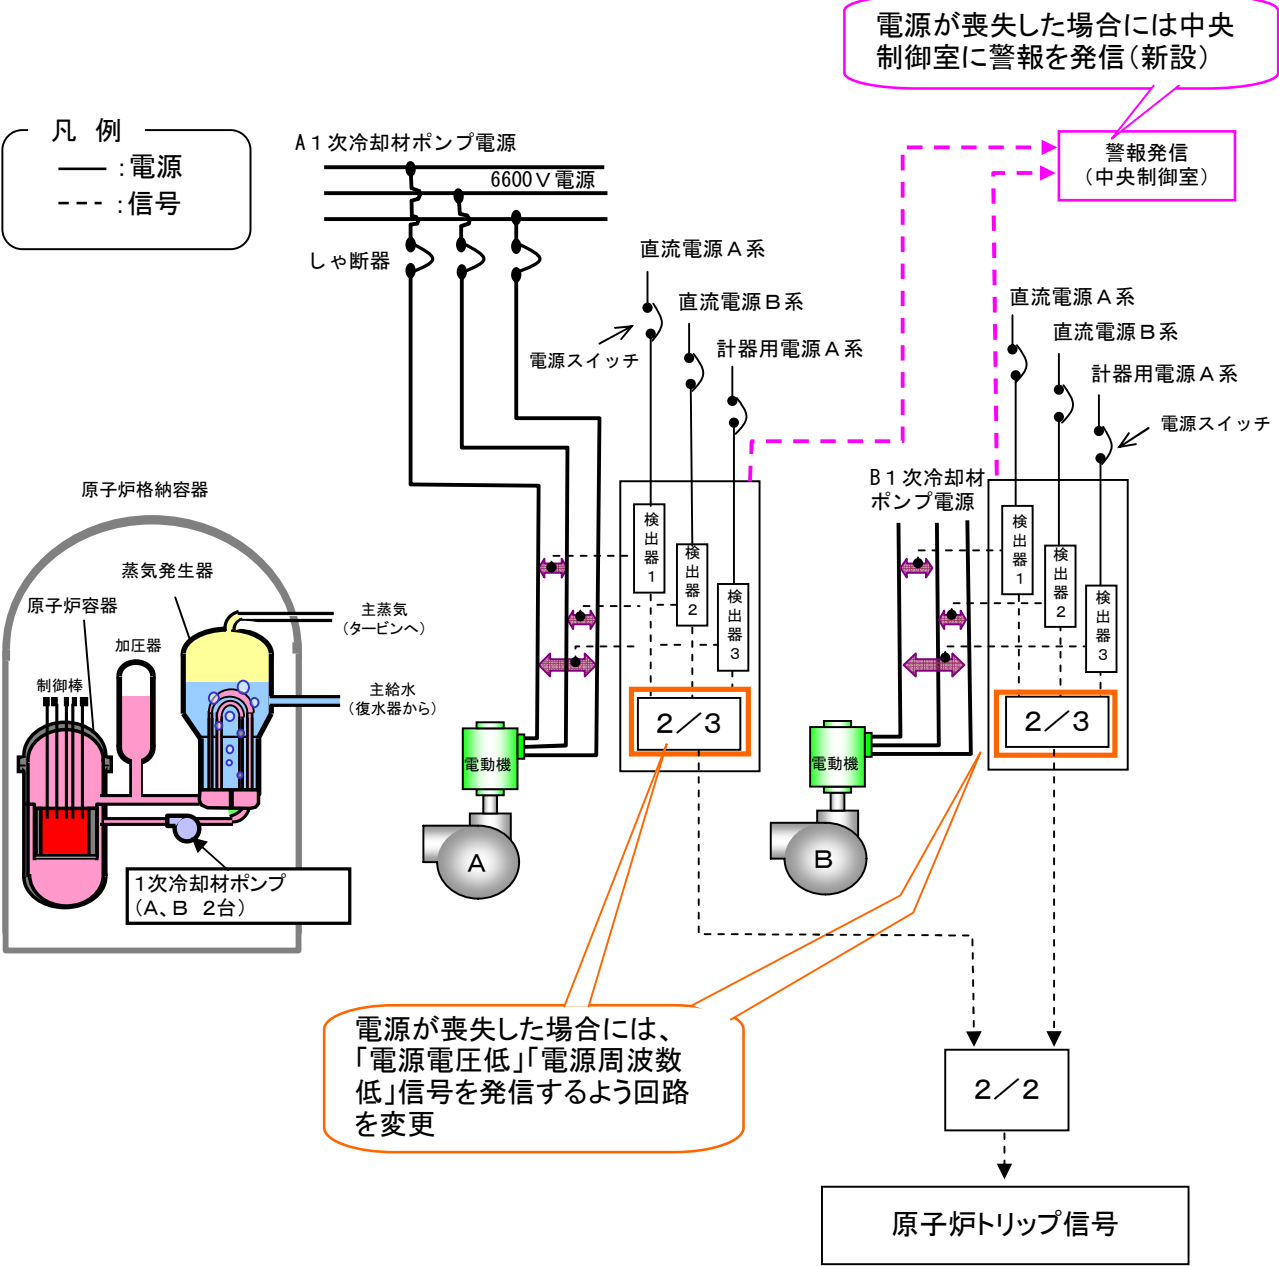 電源が喪失した場合には中央
制御室に警報を発信(新設)
凡 例
:電源
:信号
A1次冷却材ポンプ電源
6600V電源
しゃ断器
警報発信
(中央制御室)
直流電源A系
直流電源B系
計器用電源A系
電源スイッチ
直流電源A系
直流電源B系
計器用電源A系
電源スイッチ
B1次冷却材
ポンプ電源
検出器1
検出器2
検出器3
検出器1
検出器2
検出器3
2/3
2/3
原子炉格納容器
蒸気発生器
原子炉容器
加圧器
制御棒
主蒸気
(タービンへ)
主給水
(復水器から)
電動機
電動機
A
B
1次冷却材ポンプ
(A、B 2台)
電源が喪失した場合には、
「電源電圧低」「電源周波数
低」信号を発信するよう回路
を変更
2/2
原子炉トリップ信号